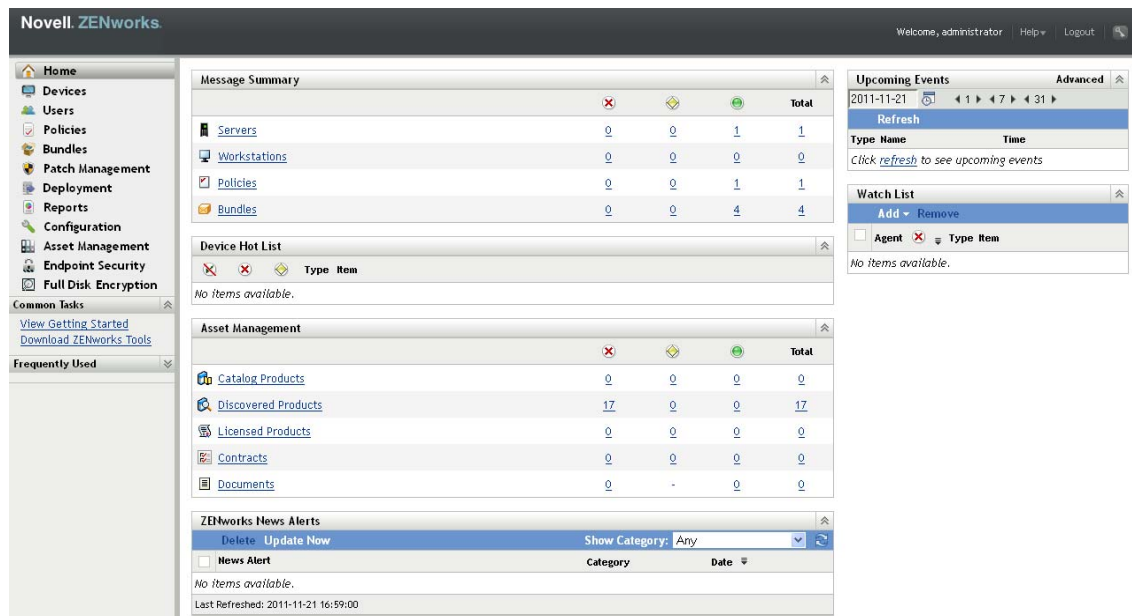 Novell. ZENworks.
Welcome, administrator Help Logout
Home
Devices
Users
Policies
Bundles
Patch Management
Deployment
Reports
Configuration
Asset Management
Endpoint Security
Full Disk Encryption
Common Tasks
View Getting Started
Download ZENworks Tools
Frequently Used
Message Summary
Total
Servers 0 0 1 1
Workstations 0 0 0 0
Policies 0 0 1 1
Bundles 0 0 4 4
Device Hot List
Type Item
No items available.
Asset Management
Total
Catalog Products 0 0 0 0
Discovered Products 17 0 0 17
Licensed Products 0 0 0 0
Contracts 0 0 0 0
Documents 0 - 0 0
ZENworks News Alerts
Delete Update Now Show Category: Any
News Alert Category Date
No items available.
Last Refreshed: 2011-11-21 16:59:00
Upcoming Events Advanced
2011-11-21 1 7 31
Refresh
Type Name Time
Click refresh to see upcoming events
Watch List
Add Remove
Agent Type Item
No items available.